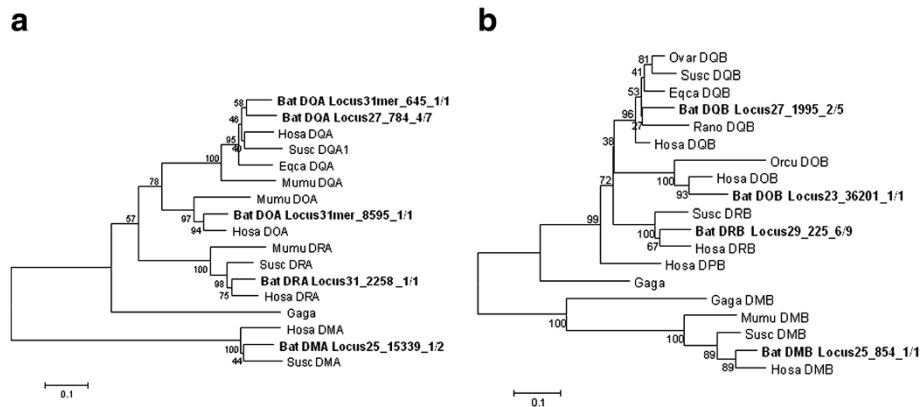 a
58
Bat DQA Locus31mer_645_1/1
46
Bat DQA Locus27_784_4/7
Hosa DQA
95
40
Susc DQA1
100
Eqca DQA
Mumu DQA
78
Mumu DOA
97
Bat DOA Locus31mer_8595_1/1
94
Hosa DOA
57
Mumu DRA
100
Susc DRA
98
Bat DRA Locus31_2258_1/1
75
Hosa DRA
Gaga
Hosa DMA
100
Bat DMA Locus25_15339_1/2
44
Susc DMA
0.1
b
81
Ovar DQB
41
Susc DQB
53
Eqca DQB
96
Bat DQB Locus27_1995_2/5
27
Rano DQB
38
Hosa DQB
Orcu DOB
100
Hosa DOB
72
93
Bat DOB Locus23_36201_1/1
Susc DRB
99
100
Bat DRB Locus29_225_6/9
67
Hosa DRB
Hosa DPB
Gaga
Gaga DMB
100
Mumu DMB
100
Susc DMB
89
Bat DMB Locus25_854_1/1
89
Hosa DMB
0.1